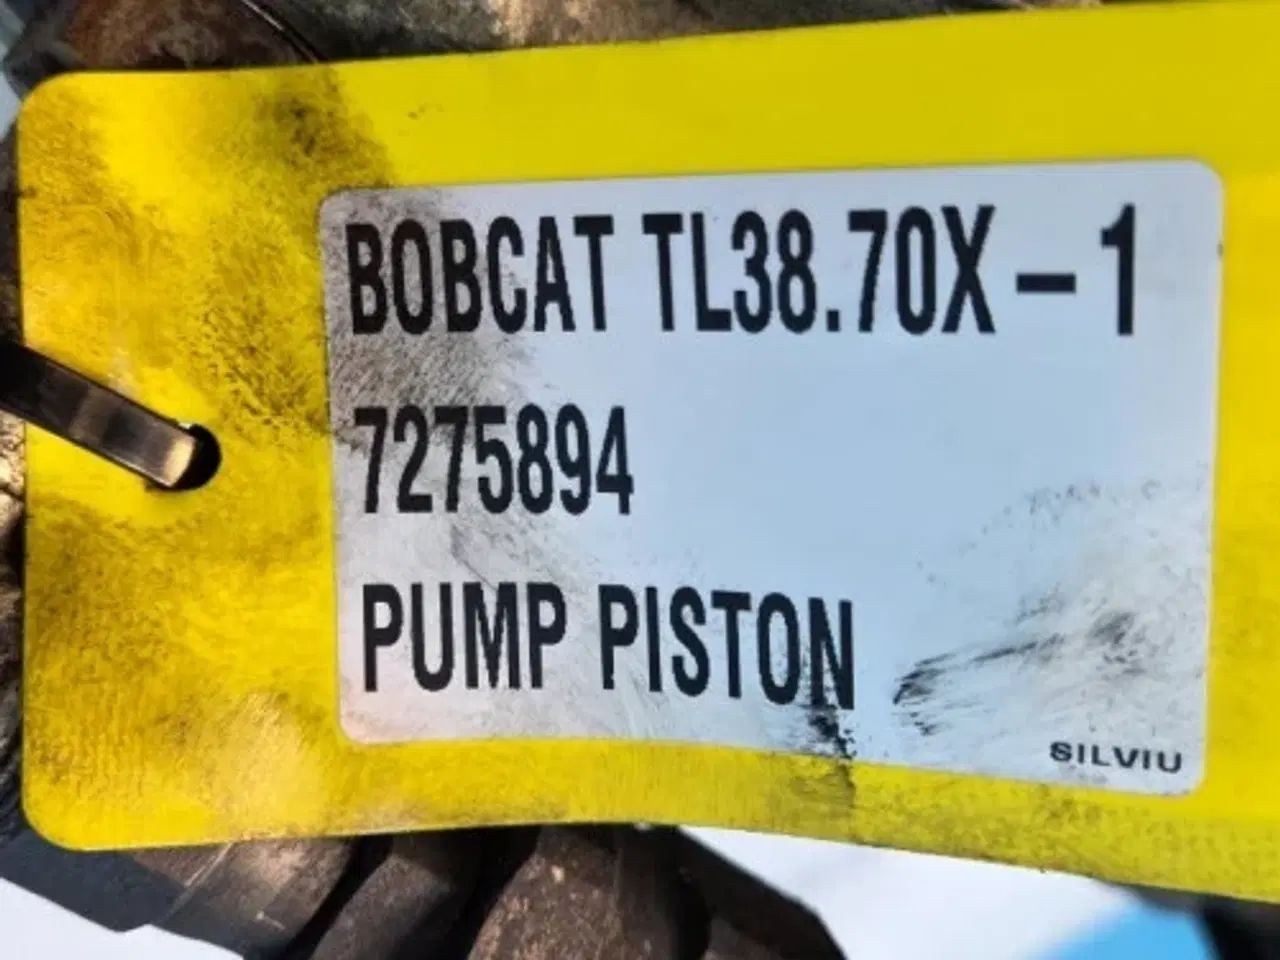 BOBCAT TL38.70X - 1
7275894
PUMP PISTON
SILVIU